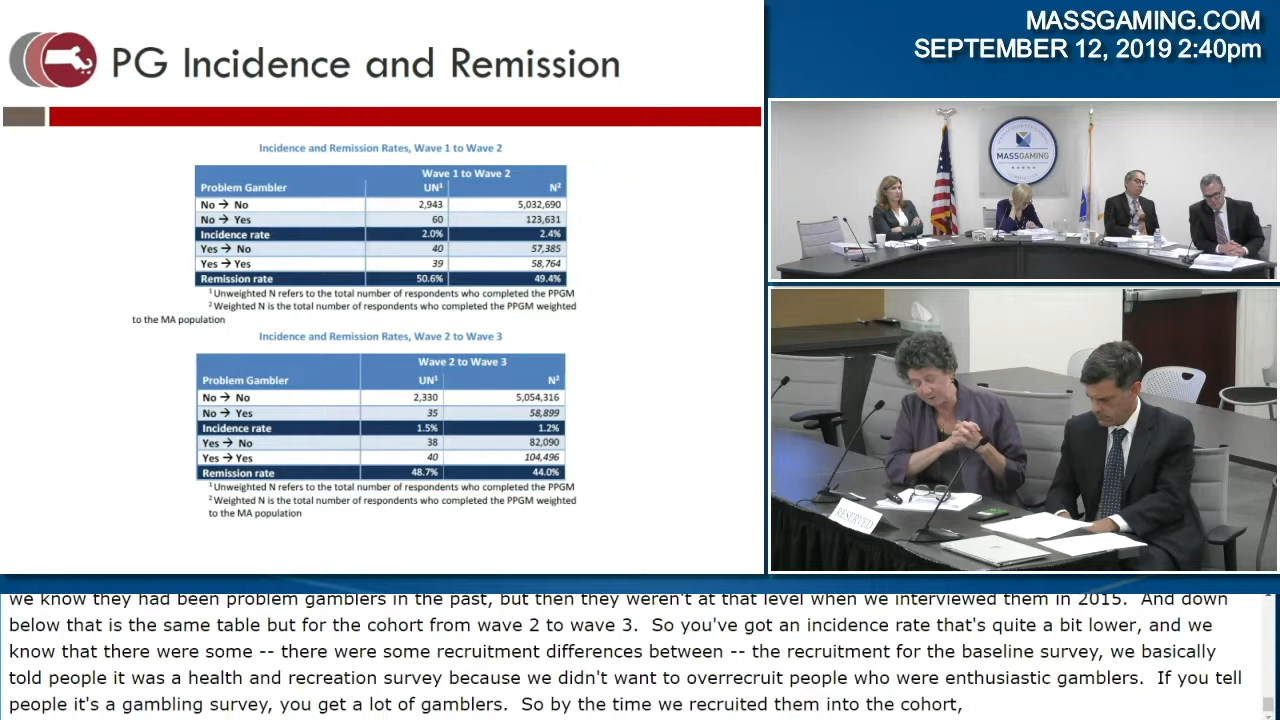 PG Incidence and Remission
Incidence and Remission Rates, Wave 1 to Wave 2
Wave 1 to Wave 2
Problem Gambler UN¹ N²
No → No 2,943 5,032,690
No → Yes 60 123,631
Incidence rate 2.0% 2.4%
Yes → No 40 57,385
Yes → Yes 39 58,764
Remission rate 50.6% 49.4%
¹ Unweighted N refers to the total number of respondents who completed the PPGM
² Weighted N is the total number of respondents who completed the PPGM weighted
to the MA population
Incidence and Remission Rates, Wave 2 to Wave 3
Wave 2 to Wave 3
Problem Gambler UN¹ N²
No → No 2,330 5,054,316
No → Yes 35 58,899
Incidence rate 1.5% 1.2%
Yes → No 38 82,090
Yes → Yes 40 104,496
Remission rate 48.7% 44.0%
¹ Unweighted N refers to the total number of respondents who completed the PPGM
² Weighted N is the total number of respondents who completed the PPGM weighted
to the MA population
MASSGAMING.COM
SEPTEMBER 12, 2019 2:40pm
MASSGAMING
RESERVED
we know they had been problem gamblers in the past, but then they weren't at that level when we interviewed them in 2015. And down
below that is the same table but for the cohort from wave 2 to wave 3. So you've got an incidence rate that's quite a bit lower, and we
know that there were some -- there were some recruitment differences between -- the recruitment for the baseline survey, we basically
told people it was a health and recreation survey because we didn't want to overrecruit people who were enthusiastic gamblers. If you tell
people it's a gambling survey, you get a lot of gamblers. So by the time we recruited them into the cohort,